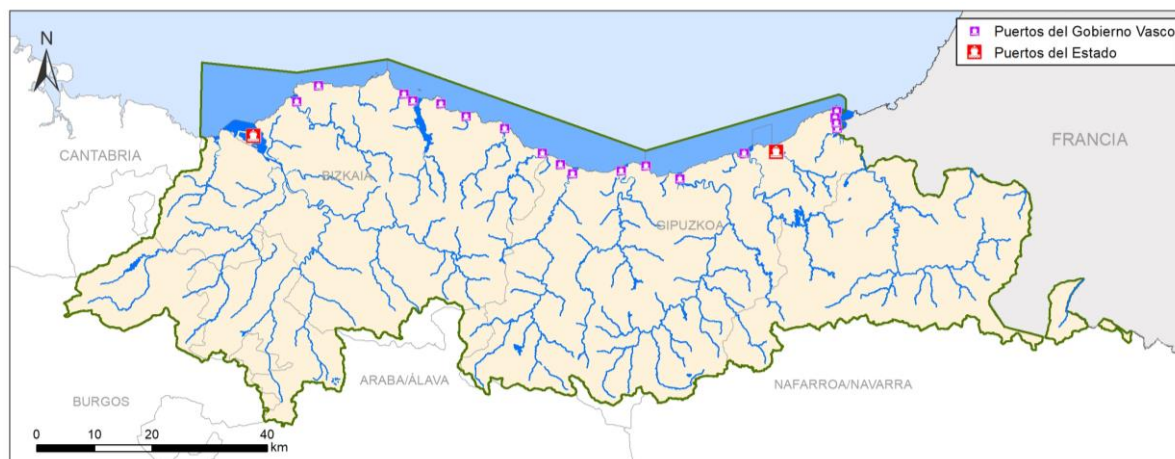 N
Puertos del Gobierno Vasco
Puertos del Estado
FRANCIA
CANTABRIA
BIZKAIA
GIPUZKOA
ARABA/ÁLAVA
NAFARROA/NAVARRA
BURGOS
0 10 20 40
km